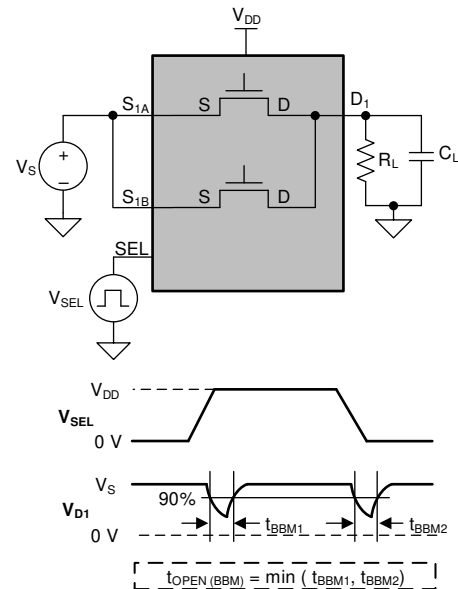 VDD
S1A
S
D
D1
VS
+
−
RL
CL
S1B
S
D
SEL
VSEL
VDD
VSEL
0 V
VS
90%
VD1
tBBM1
tBBM2
0 V
tOPEN (BBM) = min ( tBBM1, tBBM2)